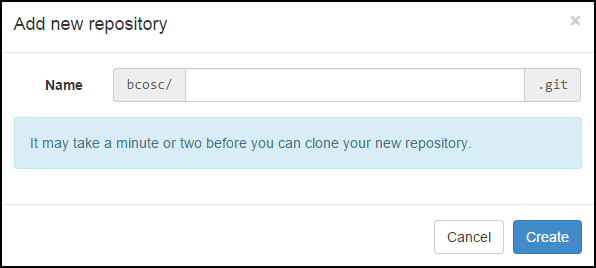 Add new repository ×
Name bcosc/ .git
It may take a minute or two before you can clone your new repository.
Cancel Create